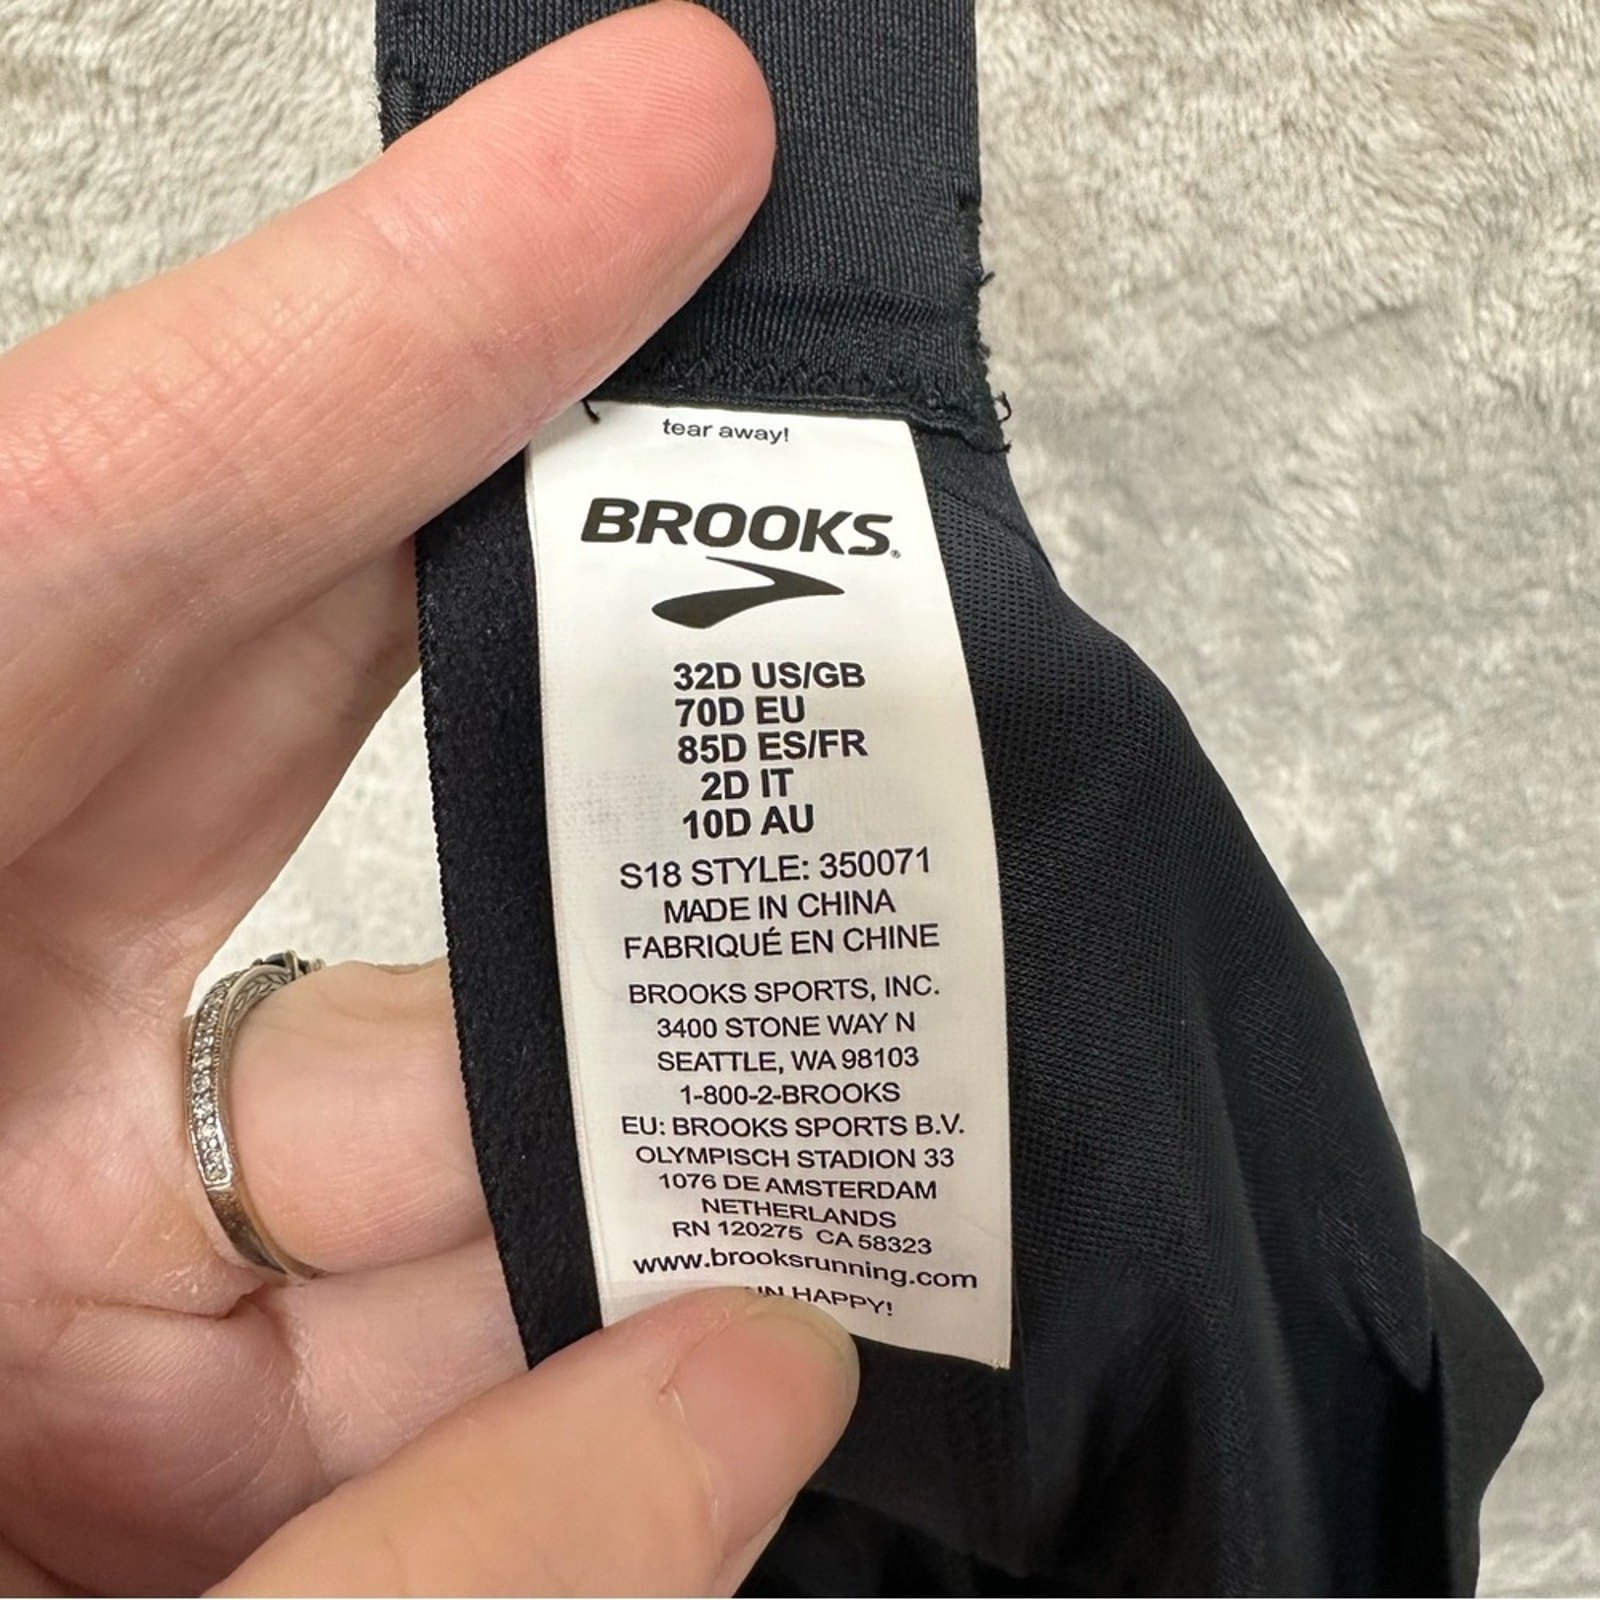 tear away!
BROOKS®
32D US/GB
70D EU
85D ES/FR
2D IT
10D AU
S18 STYLE: 350071
MADE IN CHINA
FABRIQUÉ EN CHINE
BROOKS SPORTS, INC.
3400 STONE WAY N
SEATTLE, WA 98103
1-800-2-BROOKS
EU: BROOKS SPORTS B.V.
OLYMPISCH STADION 33
1076 DE AMSTERDAM
NETHERLANDS
RN 120275 CA 58323
www.brooksrunning.com
HAPPY!